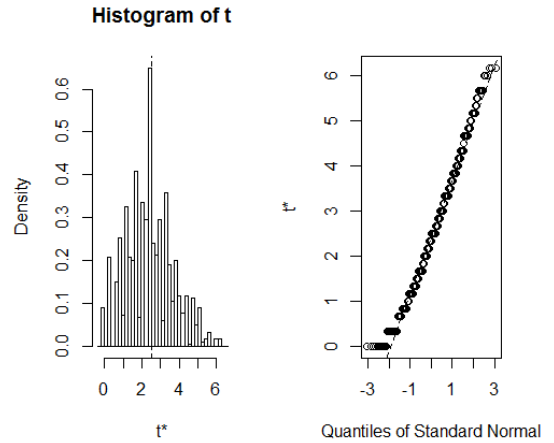 Histogram of t
Density
0.0 0.1 0.2 0.3 0.4 0.5 0.6
0 2 4 6
t*
t*
0 1 2 3 4 5 6
-3 -1 1 3
Quantiles of Standard Normal